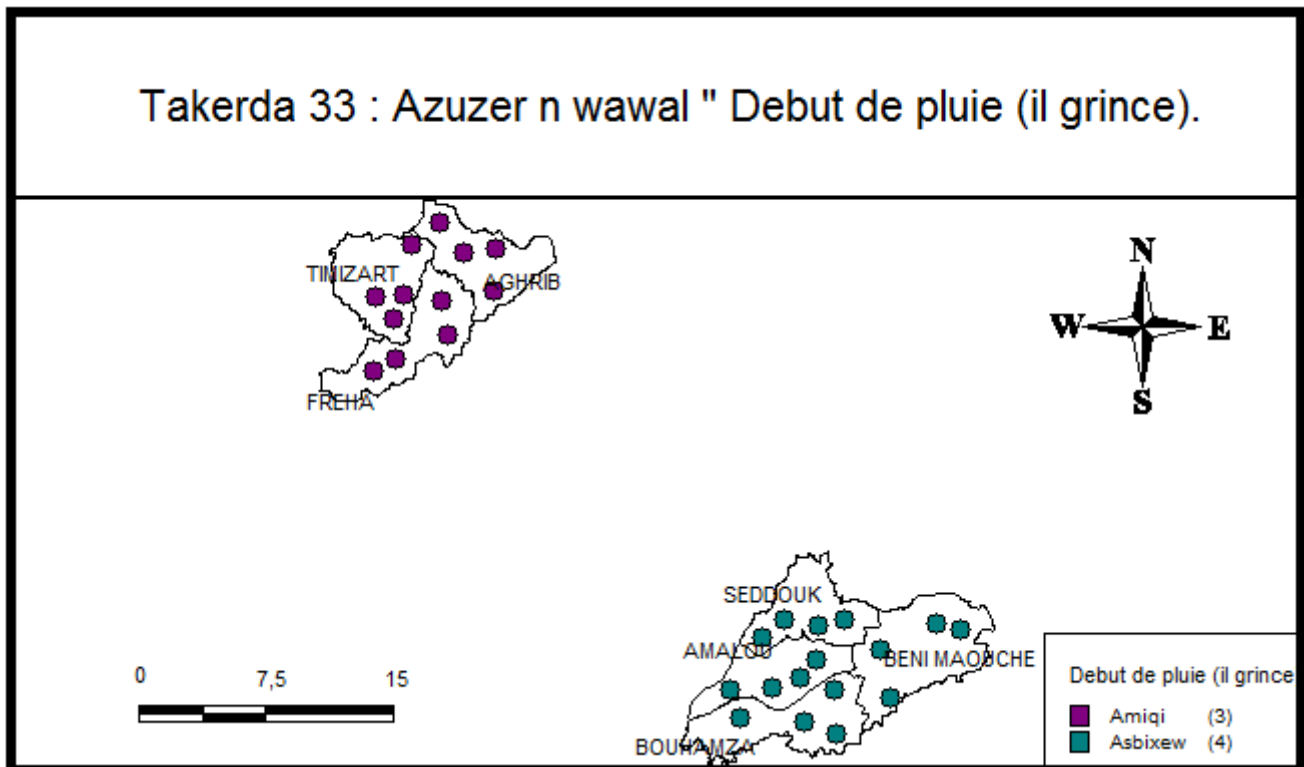 Takerda 33 : Azuzer n wawal " Debut de pluie (il grince).
N
TIMIZART
AGHRIB
W
E
S
FREHA
SEDDOUK
AMALOU
BENI MAOUCHE
BOUHAMZA
0 7,5 15
Debut de pluie (il grince
Amiqi (3)
Asbixew (4)